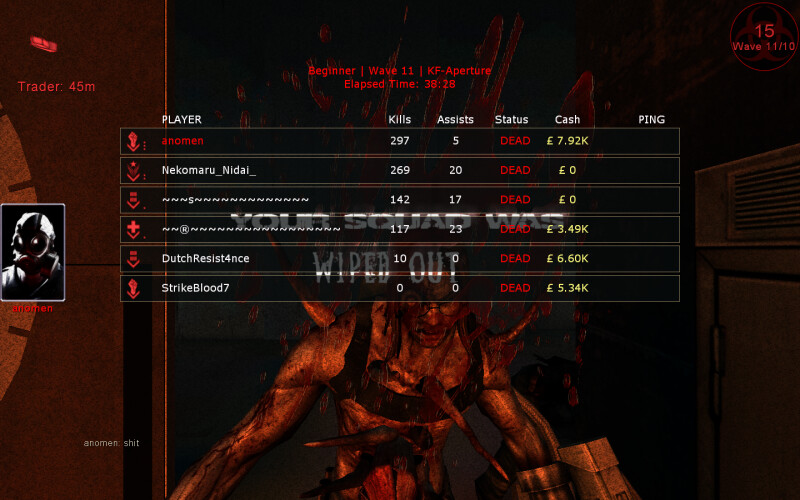 15
Wave 11/10
Beginner | Wave 11 | KF-Aperture
Elapsed Time: 38:28
Trader: 45m
PLAYER Kills Assists Status Cash PING
anomen 297 5 DEAD £ 7.92K
Nekomaru_Nidai_ 269 20 DEAD £ 0
~~~s~~~~~~~~~~~~~ 142 17 DEAD £ 0
YOUR SQUAD WAS
~~®~~~~~~~~~~~~~~~~~ 117 23 DEAD £ 3.49K
DutchResist4nce 10 0 DEAD £ 6.60K
WIPED OUT
StrikeBlood7 0 0 DEAD £ 5.34K
anomen
anomen: shit